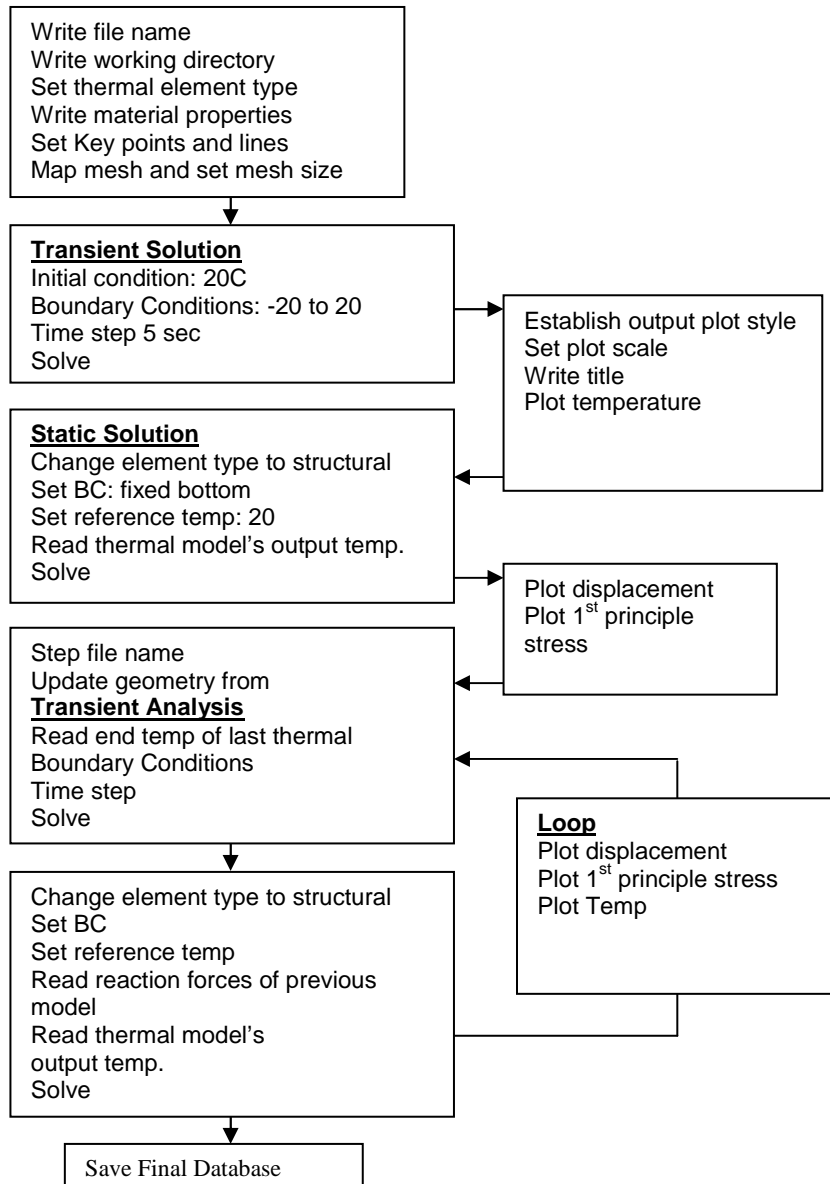 Write file name
Write working directory
Set thermal element type
Write material properties
Set Key points and lines
Map mesh and set mesh size
Transient Solution
Initial condition: 20C
Boundary Conditions: -20 to 20
Time step 5 sec
Solve
Establish output plot style
Set plot scale
Write title
Plot temperature
Static Solution
Change element type to structural
Set BC: fixed bottom
Set reference temp: 20
Read thermal model's output temp.
Solve
Plot displacement
Plot 1st principle
stress
Step file name
Update geometry from
Transient Analysis
Read end temp of last thermal
Boundary Conditions
Time step
Solve
Loop
Plot displacement
Plot 1st principle stress
Plot Temp
Change element type to structural
Set BC
Set reference temp
Read reaction forces of previous
model
Read thermal model's
output temp.
Solve
Save Final Database